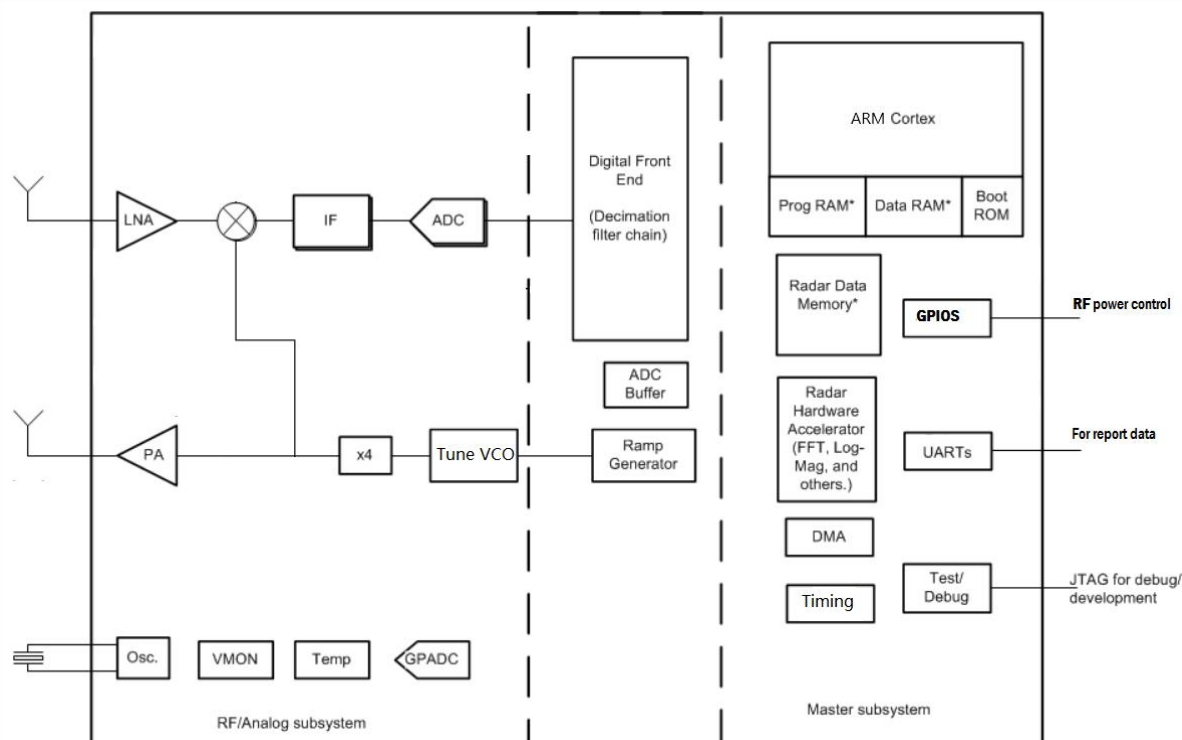 ARM Cortex
Prog RAM*
Data RAM*
Boot
ROM
Digital Front
End
(Decimation
filter chain)
LNA
IF
ADC
Radar Data
Memory*
GPIOS
RF power control
ADC
Buffer
Radar
Hardware
Accelerator
(FFT, Log-
Mag, and
others.)
UARTs
For report data
PA
x4
Tune VCO
Ramp
Generator
DMA
Timing
Test/
Debug
JTAG for debug/
development
Osc.
VMON
Temp
GPADC
RF/Analog subsystem
Master subsystem